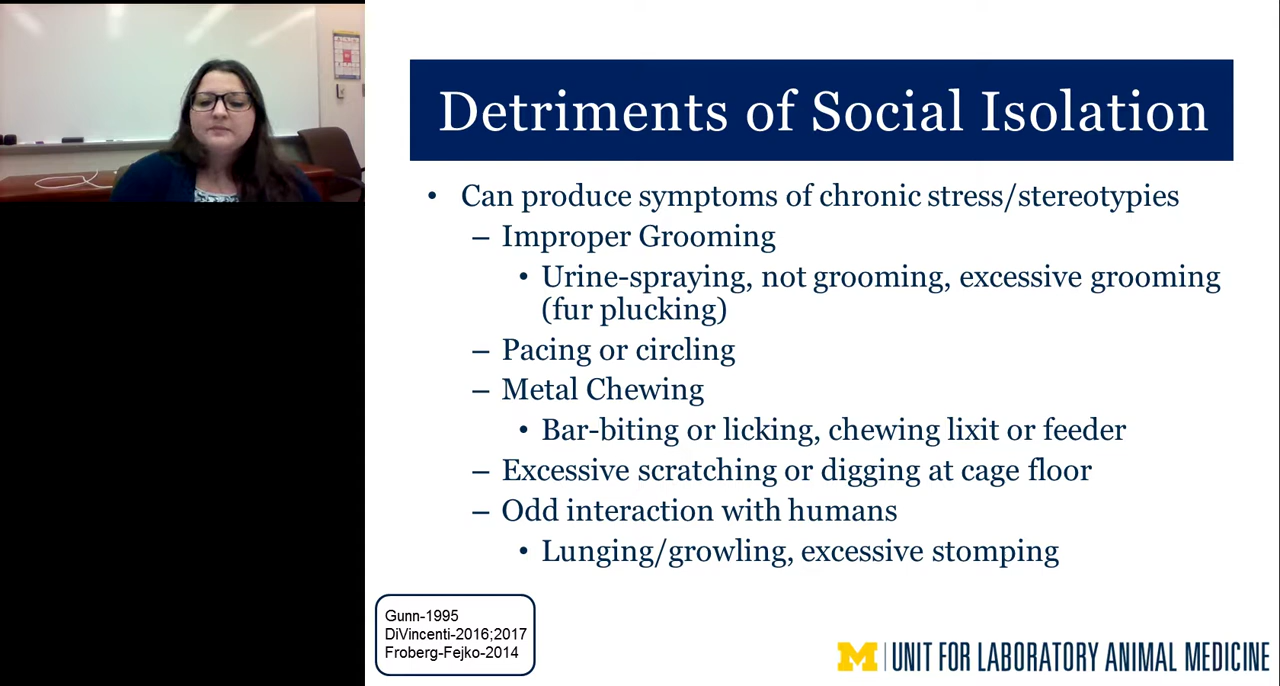 Detriments of Social Isolation
• Can produce symptoms of chronic stress/stereotypies
– Improper Grooming
• Urine-spraying, not grooming, excessive grooming
(fur plucking)
– Pacing or circling
– Metal Chewing
• Bar-biting or licking, chewing lixit or feeder
– Excessive scratching or digging at cage floor
– Odd interaction with humans
• Lunging/growling, excessive stomping
Gunn-1995
DiVincenti-2016;2017
Froberg-Fejko-2014
M UNIT FOR LABORATORY ANIMAL MEDICINE